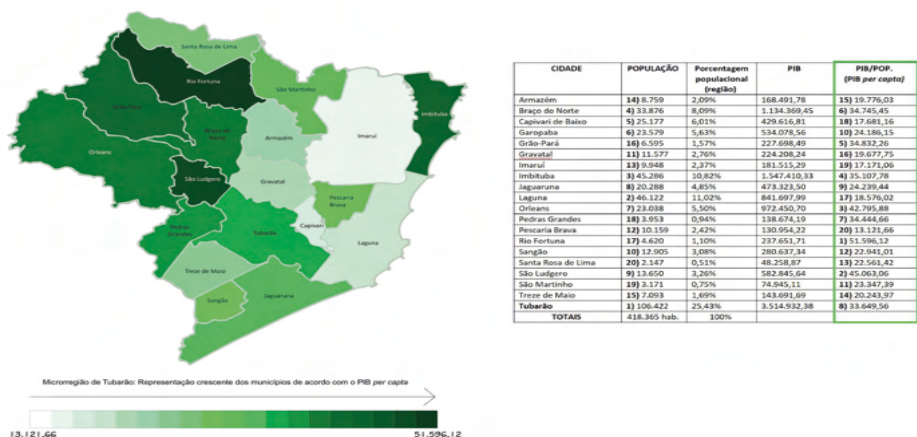 Santa Rosa de Lima
Rio Fortuna
São Martinho
Grão Pará
Braço do Norte
Armazém
Imaruí
Imbituba
Orleans
São Ludgero
Gravatal
Pescaria Brava
Capivari
Pedras Grandes
Tubarão
Laguna
Treze de Maio
Sangão
Jaguaruna
Microrregião de Tubarão: Representação crescente dos municípios de acordo com o PIB per capta
13.121,66 51.596,12
CIDADE POPULAÇÃO Porcentagem populacional (região) PIB PIB/POP. (PIB per capta)
Armazém 14) 8.759 2,09% 168.491,78 15) 19.776,03
Braço do Norte 4) 33.876 8,09% 1.134.369,45 6) 34.745,45
Capivari de Baixo 5) 25.177 6,01% 429.616,81 18) 17.681,16
Garopaba 6) 23.579 5,63% 534.078,56 10) 24.186,15
Grão-Pará 16) 6.595 1,57% 227.698,49 5) 34.832,26
Gravatal 11) 11.577 2,76% 224.208,24 16) 19.677,75
Imaruí 13) 9.948 2,37% 181.515,29 19) 17.171,06
Imbituba 3) 45.286 10,82% 1.547.410,33 4) 35.107,78
Jaguaruna 8) 20.288 4,85% 473.323,50 9) 24.239,44
Laguna 2) 46.122 11,02% 841.697,99 17) 18.576,02
Orleans 7) 23.038 5,50% 972.450,70 3) 42.795,88
Pedras Grandes 18) 3.953 0,94% 138.674,19 7) 34.444,66
Pescaria Brava 12) 10.159 2,42% 130.954,22 20) 13.121,66
Rio Fortuna 17) 4.620 1,10% 237.651,71 1) 51.596,12
Sangão 10) 12.905 3,08% 280.637,34 12) 22.941,01
Santa Rosa de Lima 20) 2.147 0,51% 48.258,87 13) 22.561,42
São Ludgero 9) 13.650 3,26% 582.845,64 2) 45.063,06
São Martinho 19) 3.171 0,75% 74.945,11 11) 23.347,39
Treze de Maio 15) 7.093 1,69% 143.691,69 14) 20.243,97
Tubarão 1) 106.422 25,43% 3.514.932,38 8) 33.649,56
TOTAIS 418.365 hab. 100%